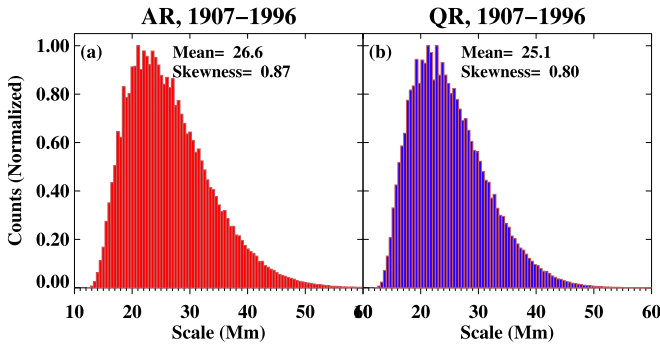 AR, 1907–1996
QR, 1907–1996
(a)
Mean= 26.6
Skewness= 0.87
(b)
Mean= 25.1
Skewness= 0.80
Counts (Normalized)
1.00
0.80
0.60
0.40
0.20
0.00
10 20 30 40 50 60
10 20 30 40 50 60
Scale (Mm)
Scale (Mm)